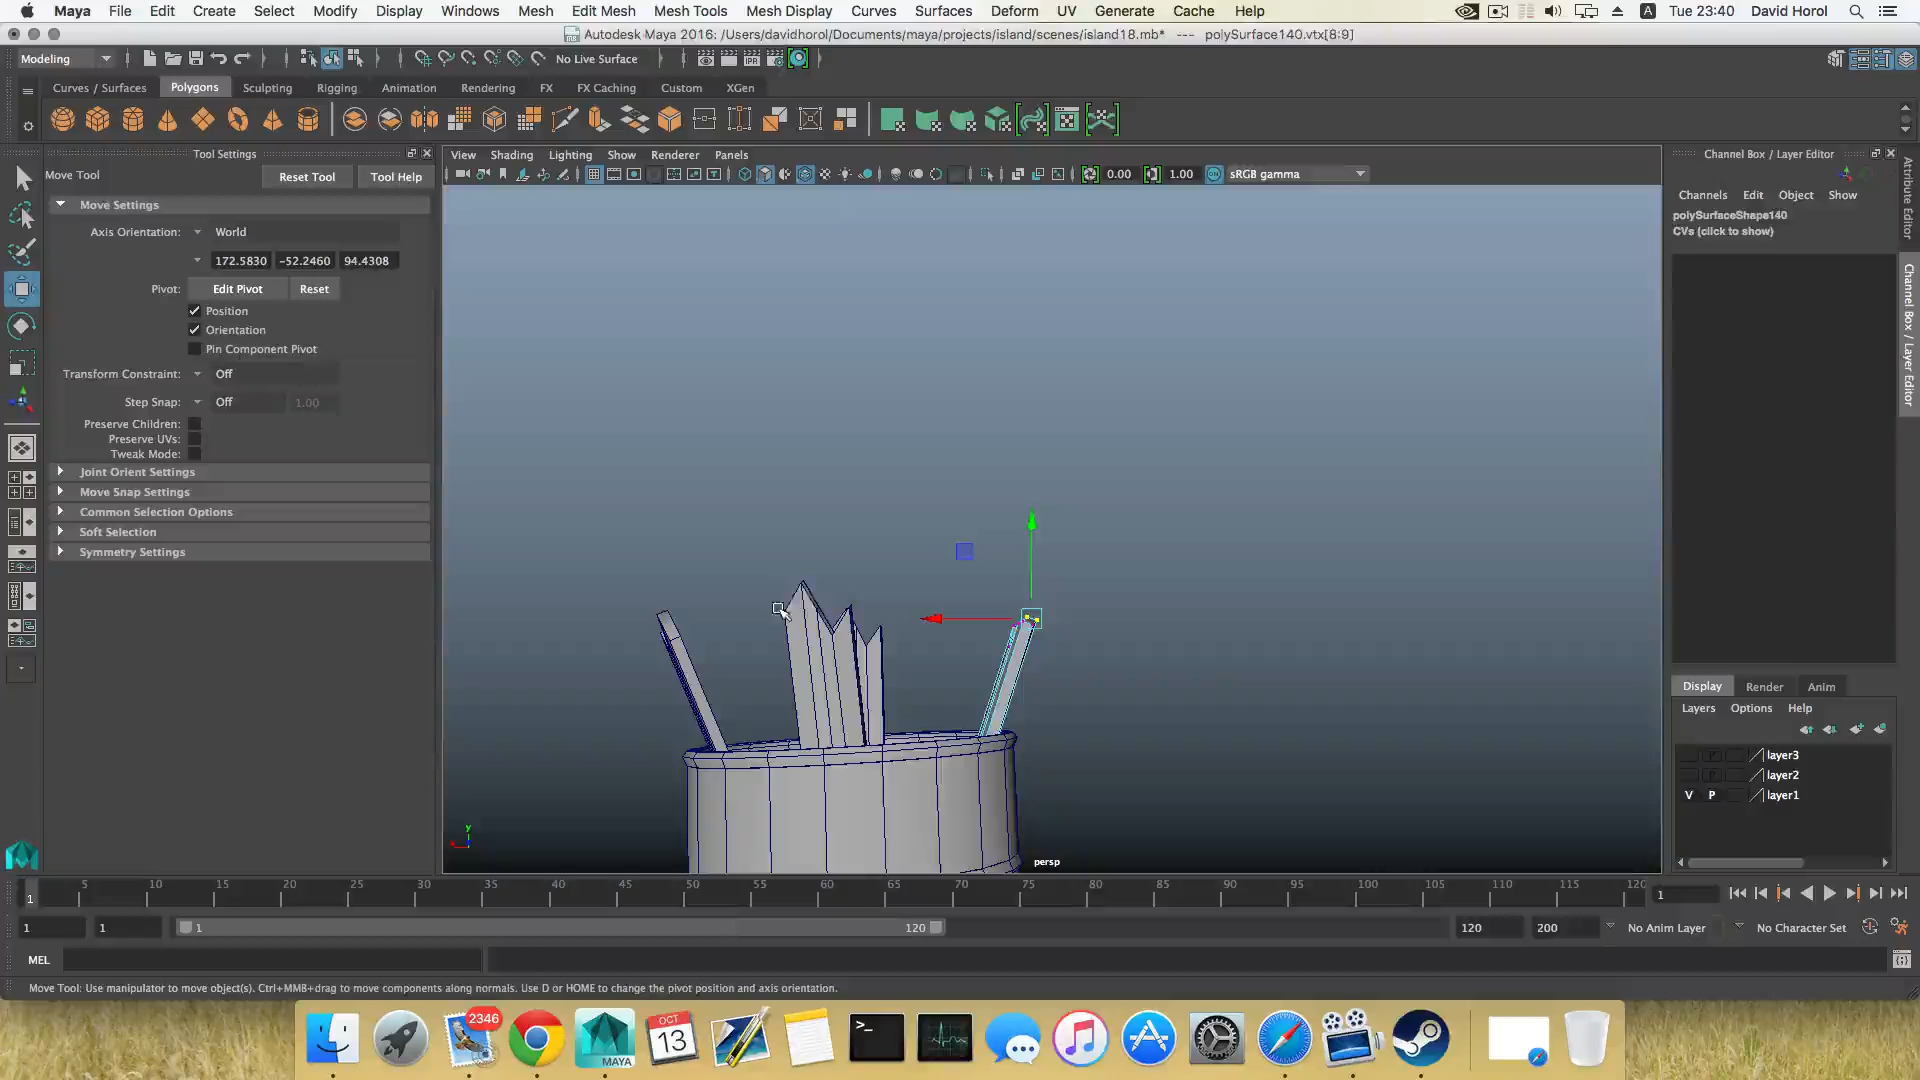 Maya File Edit Create Select Modify Display Windows Mesh Edit Mesh Mesh Tools Mesh Display Curves Surfaces Deform UV Generate Cache Help A Tue 23:40 David Horol
Autodesk Maya 2016: /Users/davidhorol/Documents/maya/projects/island/scenes/island18.mb* --- polySurface140.vtx[8:9]
Modeling No Live Surface IPR
Curves / Surfaces Polygons Sculpting Rigging Animation Rendering FX FX Caching Custom XGen
Tool Settings
Move Tool Reset Tool Tool Help
Move Settings
Axis Orientation: World
172.5830 -52.2460 94.4308
Pivot: Edit Pivot Reset
Position
Orientation
Pin Component Pivot
Transform Constraint: Off
Step Snap: Off 1.00
Preserve Children:
Preserve UVs:
Tweak Mode:
Joint Orient Settings
Move Snap Settings
Common Selection Options
Soft Selection
Symmetry Settings
View Shading Lighting Show Renderer Panels
0.00 1.00 sRGB gamma
y
persp
Channel Box / Layer Editor
Channels Edit Object Show
polySurfaceShape140
CVs (click to show)
Attribute Editor
Channel Box / Layer Editor
Display Render Anim
Layers Options Help
P layer3
P layer2
V P layer1
1 5 10 15 20 25 30 35 40 45 50 55 60 65 70 75 80 85 90 95 100 105 110 115 120 1
1 1 1 120 120 200 No Anim Layer No Character Set
MEL
Move Tool: Use manipulator to move object(s). Ctrl+MMB+drag to move components along normals. Use D or HOME to change the pivot position and axis orientation.
2346
MAYA
OCT
13
>_